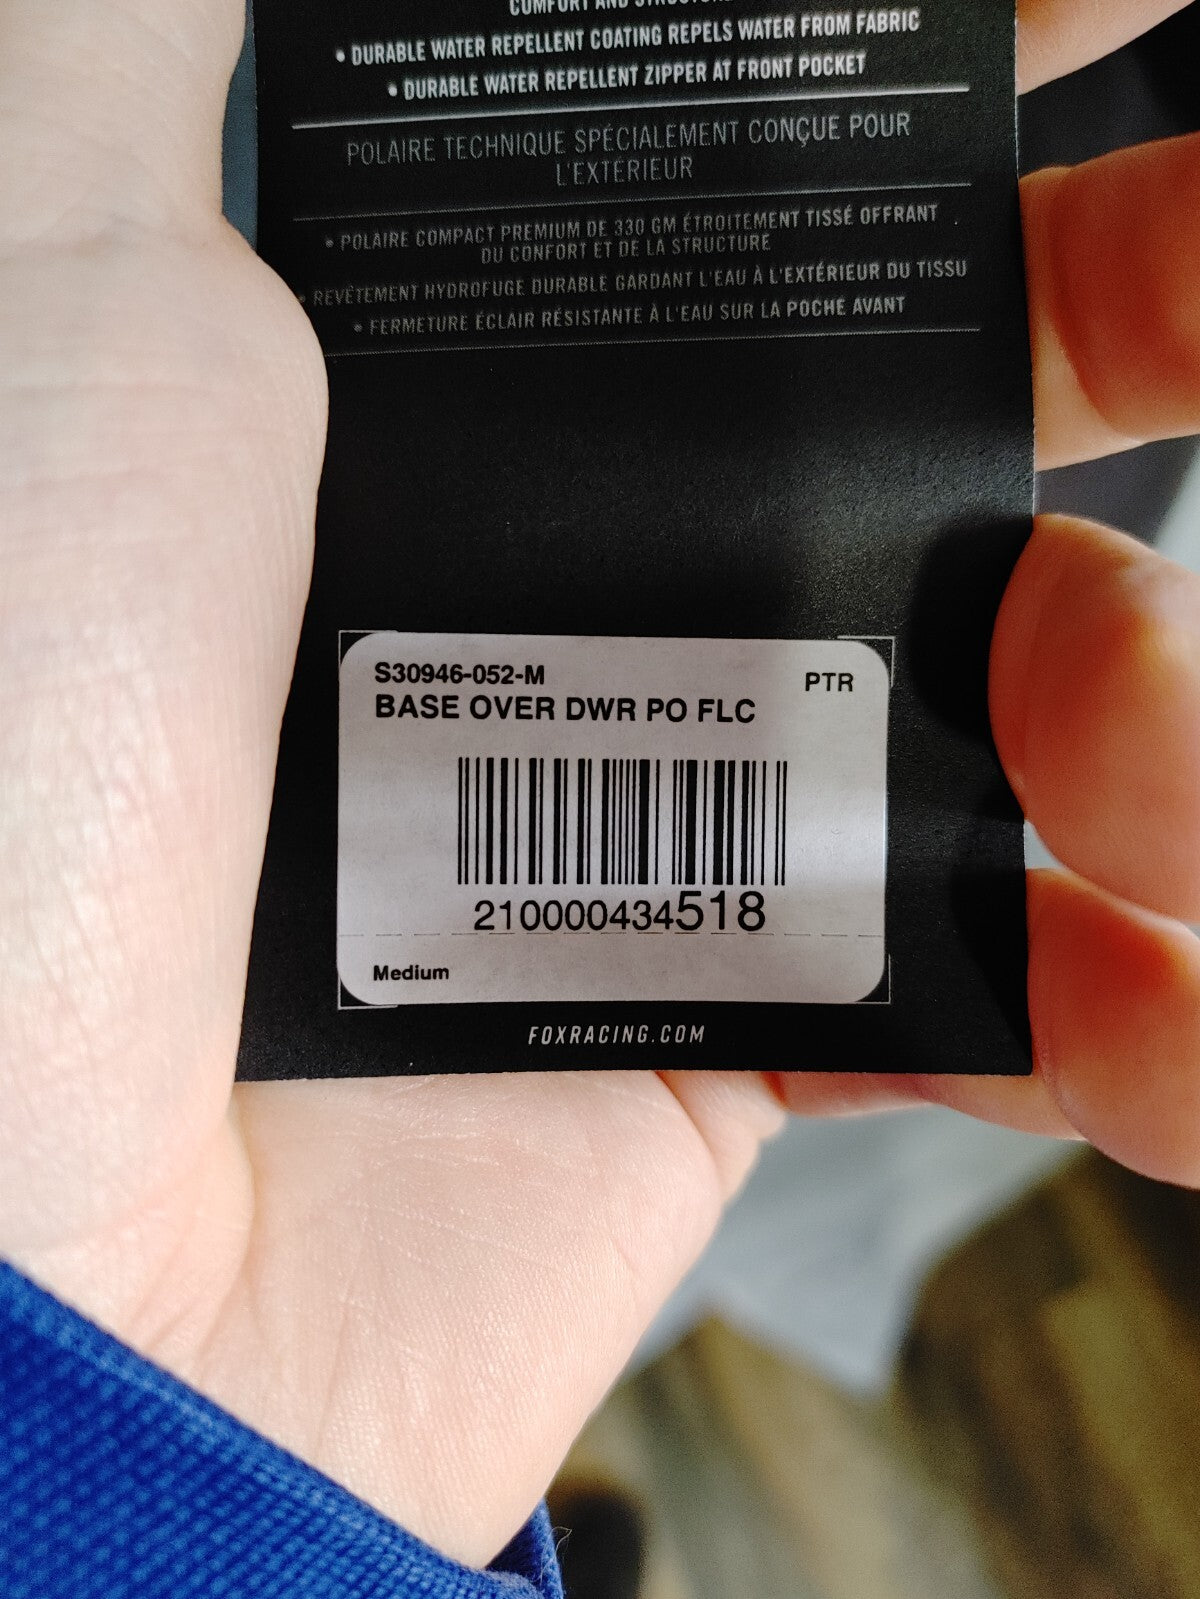 COMFORT AND
• DURABLE WATER REPELLENT COATING REPELS WATER FROM FABRIC
• DURABLE WATER REPELLENT ZIPPER AT FRONT POCKET
POLAIRE TECHNIQUE SPÉCIALEMENT CONÇUE POUR
L'EXTÉRIEUR
• POLAIRE COMPACT PREMIUM DE 330 GM ÉTROITEMENT TISSÉ OFFRANT
DU CONFORT ET DE LA STRUCTURE
• REVÊTEMENT HYDROFUGE DURABLE GARDANT L'EAU À L'EXTÉRIEUR DU TISSU
• FERMETURE ÉCLAIR RÉSISTANTE À L'EAU SUR LA POCHE AVANT
S30946-052-M
PTR
BASE OVER DWR PO FLC
210000434518
Medium
FOXRACING.COM